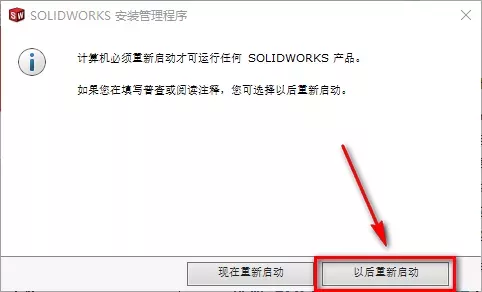 SW SOLIDWORKS 安装管理程序
计算机必须重新启动才可运行任何 SOLIDWORKS 产品。
如果您在填写普查或阅读注释，您可选择以后重新启动。
现在重新启动
以后重新启动